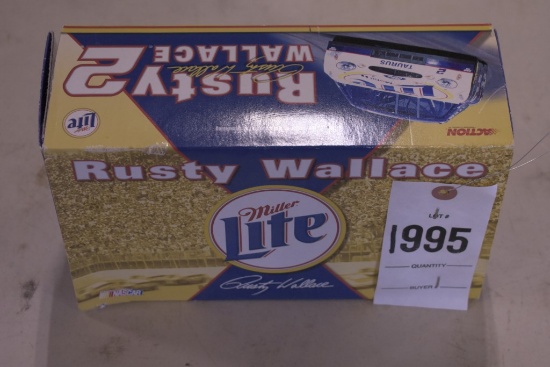 Rusty 2
WALLACE
Rusty Wallace
TAURUS
2
Lite
ACTION
Rusty Wallace
Miller
Lite
Rusty Wallace
NASCAR
LOT #
1995
QUANTITY
BUYER